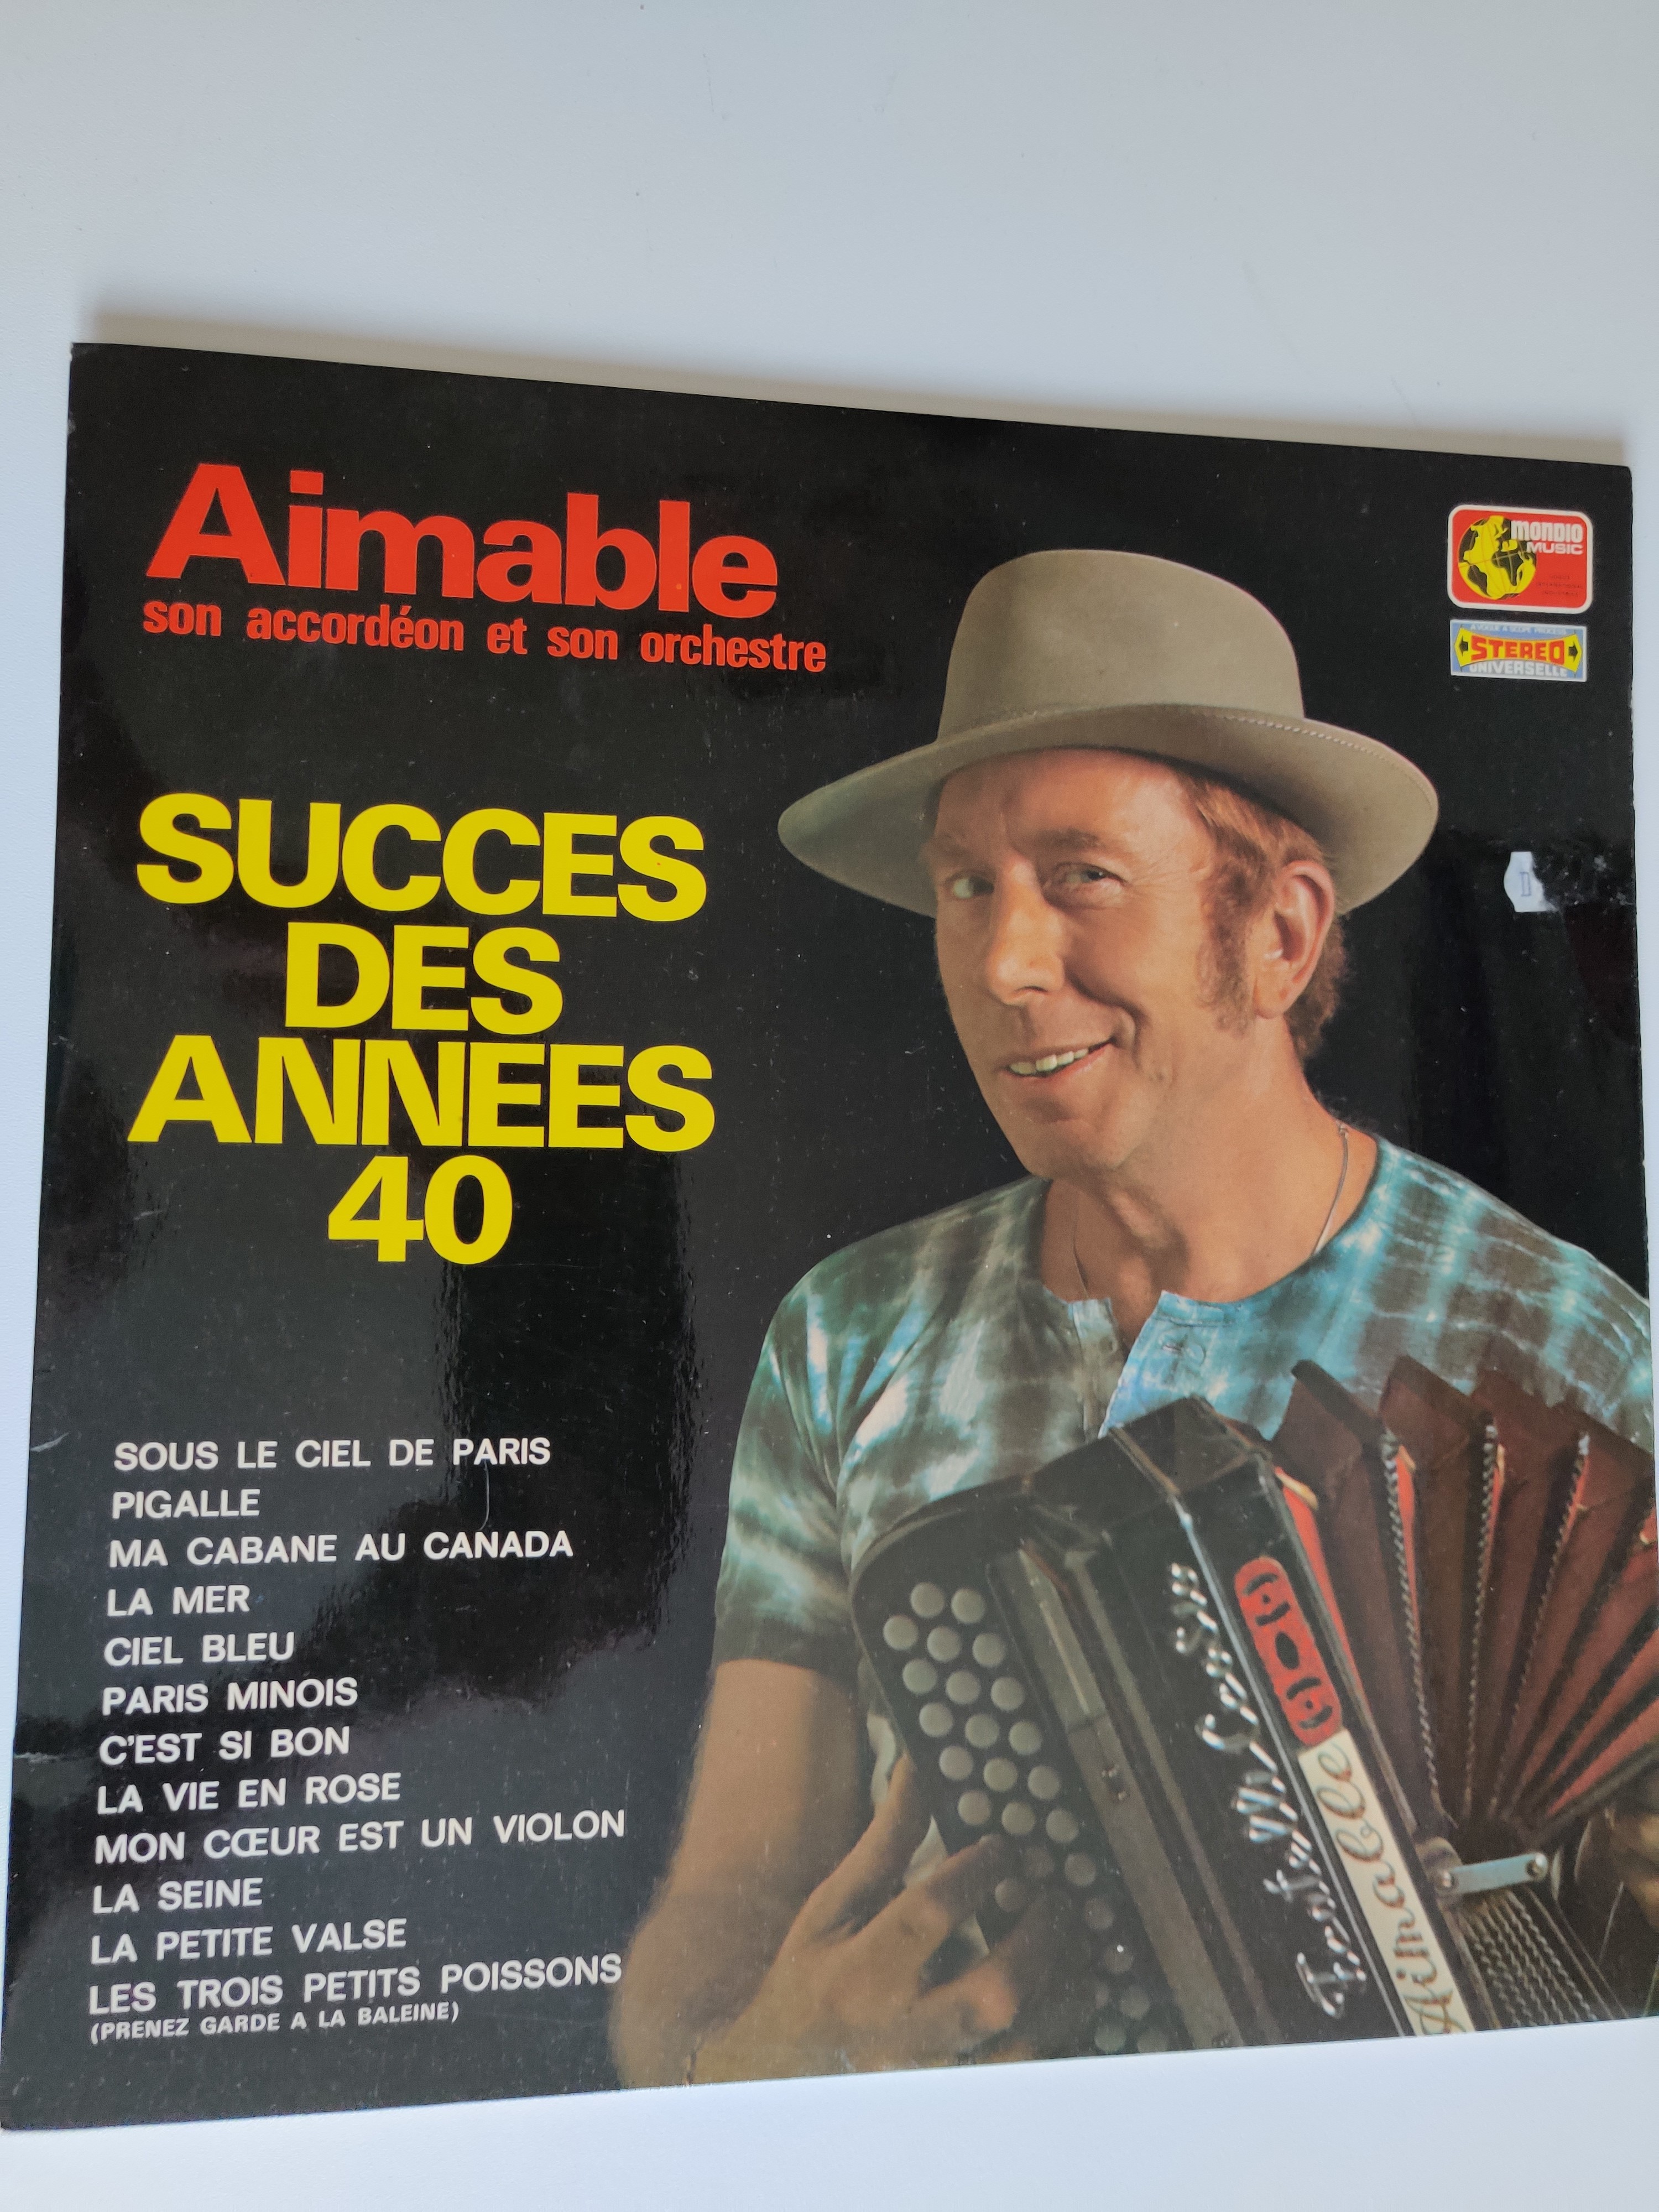 Aimable
son accordéon et son orchestre
MONDIO
MUSIC
STEREO
UNIVERSELLE
SUCCES
DES
ANNEES
40
SOUS LE CIEL DE PARIS
PIGALLE
MA CABANE AU CANADA
LA MER
CIEL BLEU
PARIS MINOIS
C'EST SI BON
LA VIE EN ROSE
MON CŒUR EST UN VIOLON
LA SEINE
LA PETITE VALSE
LES TROIS PETITS POISSONS
(PRENEZ GARDE A LA BALEINE)
Aimable